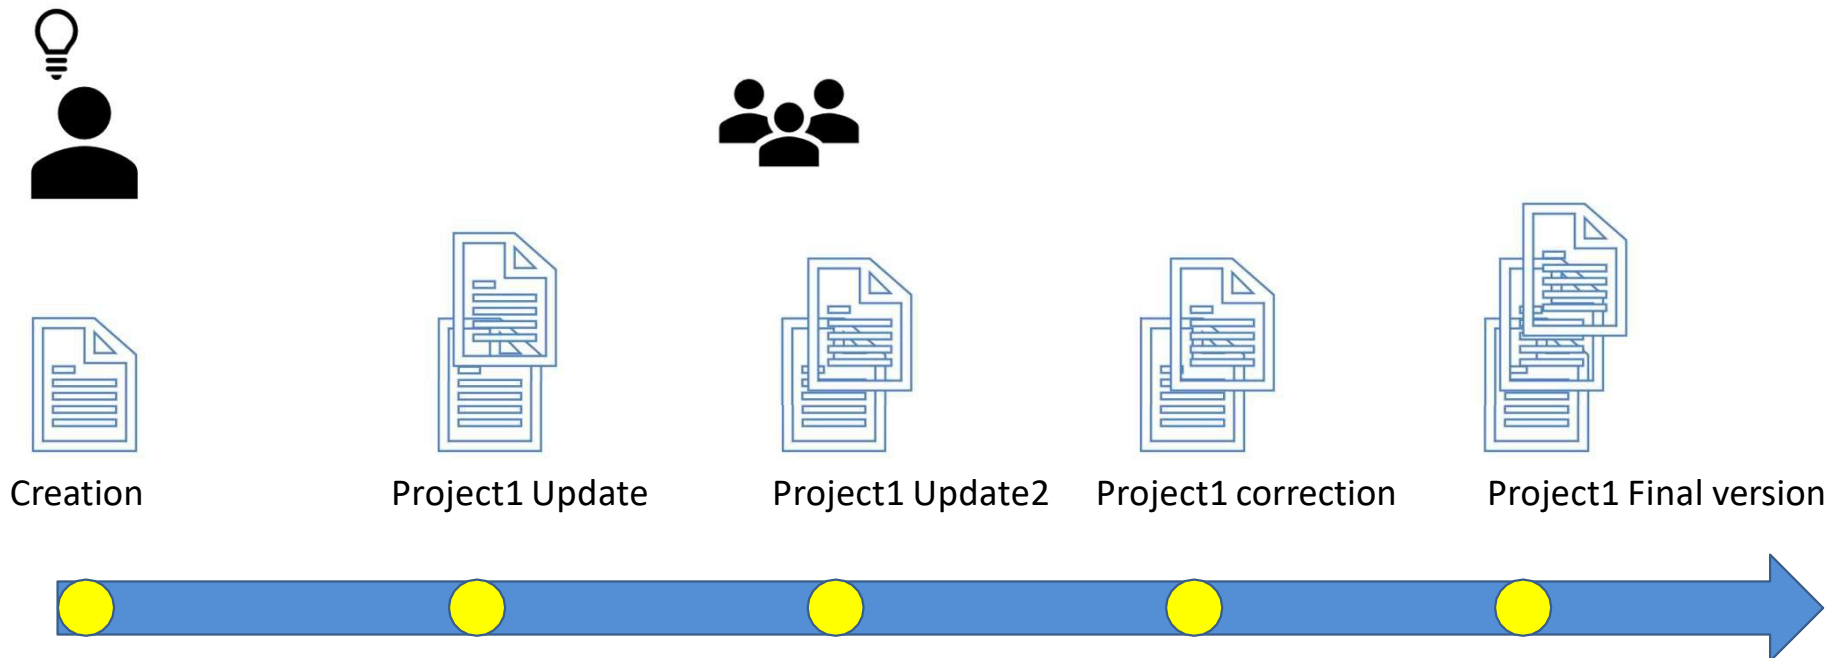 Creation
Project1 Update
Project1 Update2
Project1 correction
Project1 Final version